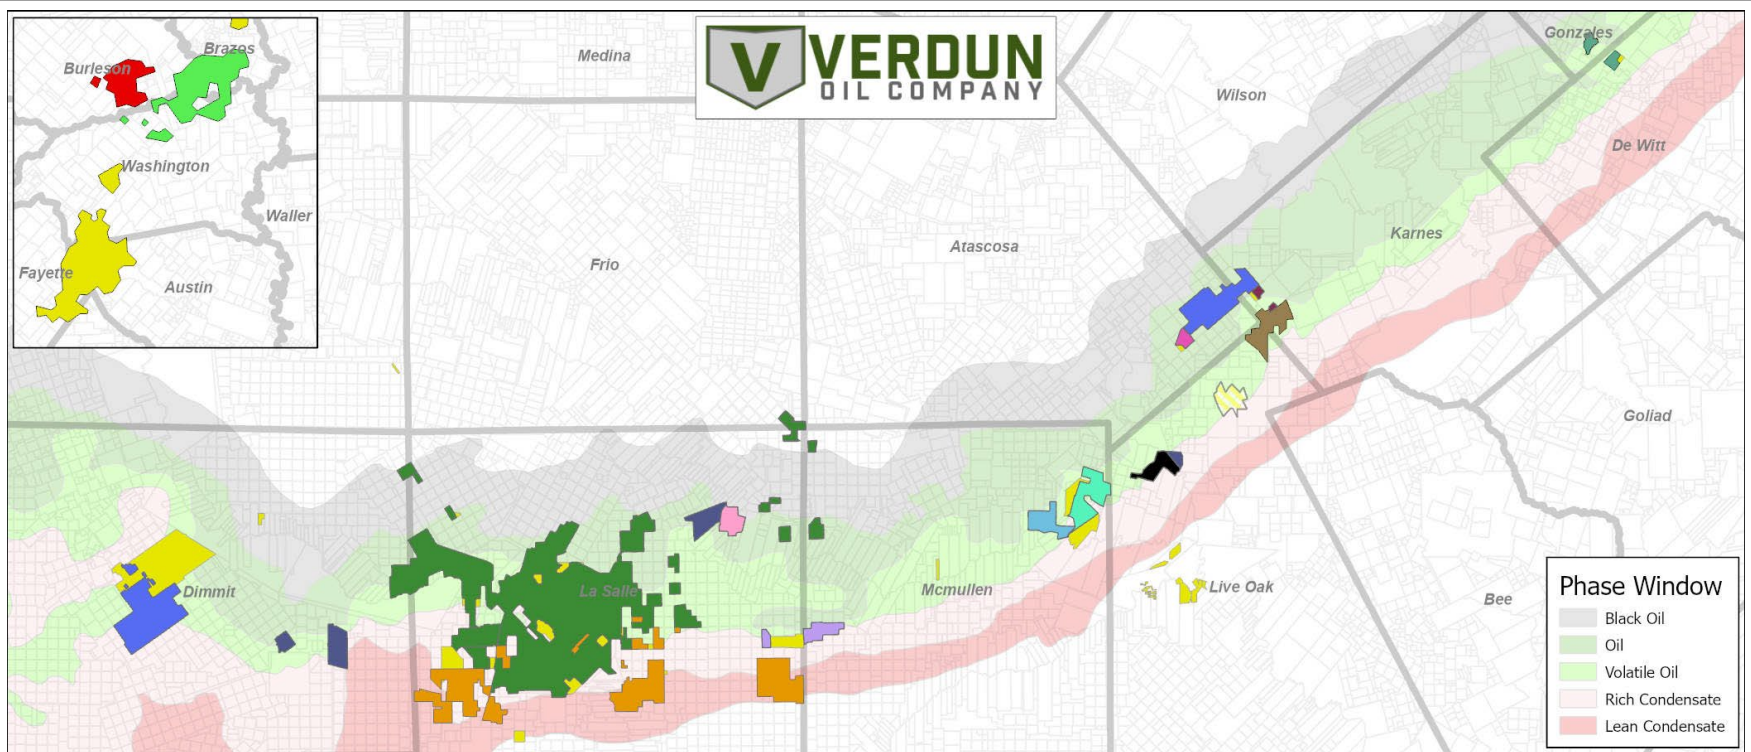 Brazos
Burleson
Washington
Waller
Fayette
Austin
Medina
V VERDUN
OIL COMPANY
Wilson
Gonzales
De Witt
Karnes
Atascosa
Frio
Goliad
Dimmit
La Salle
Mcmullen
Live Oak
Bee
Phase Window
Black Oil
Oil
Volatile Oil
Rich Condensate
Lean Condensate